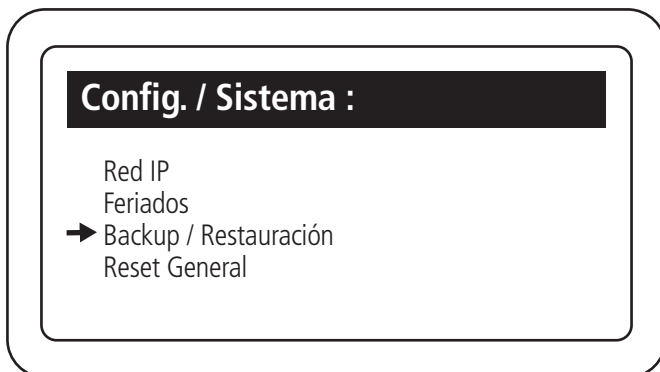 Config. / Sistema :
Red IP
Feriados
Backup / Restauración
Reset General